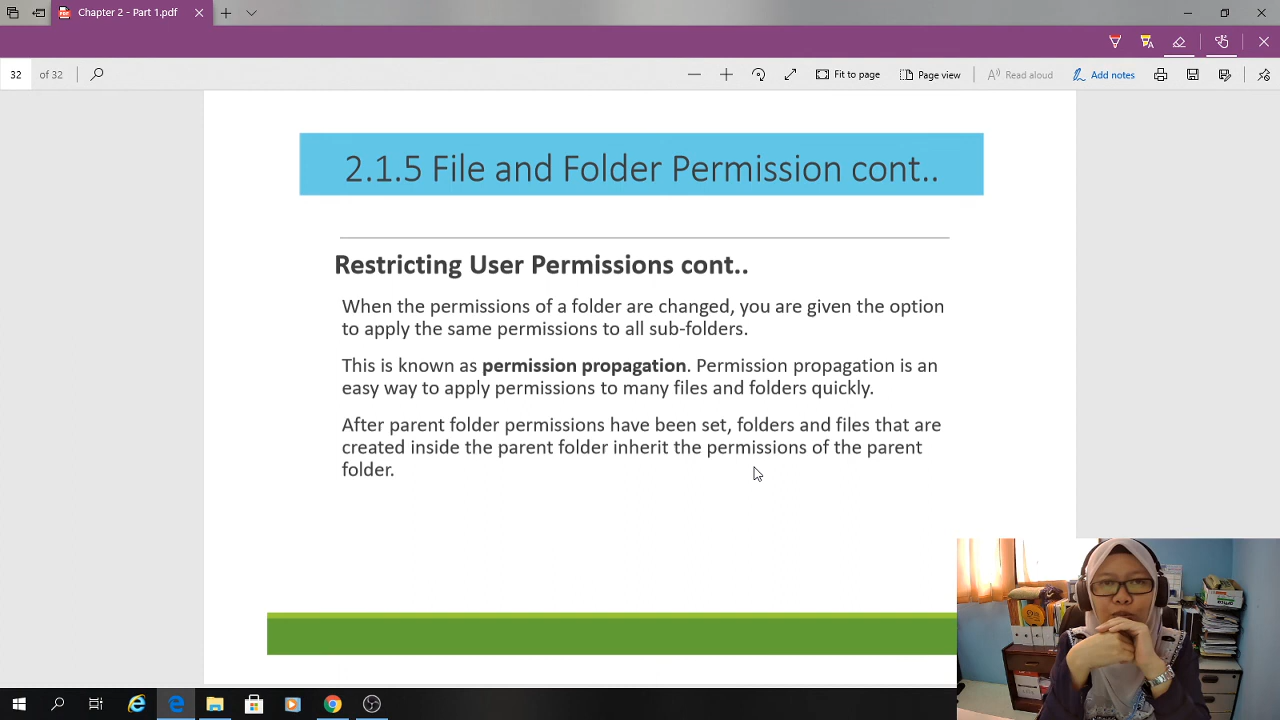 Chapter 2 - Part 1.pdf
32 of 32
Fit to page
Page view
Read aloud
Add notes
2.1.5 File and Folder Permission cont..
Restricting User Permissions cont..
When the permissions of a folder are changed, you are given the option
to apply the same permissions to all sub-folders.
This is known as permission propagation. Permission propagation is an
easy way to apply permissions to many files and folders quickly.
After parent folder permissions have been set, folders and files that are
created inside the parent folder inherit the permissions of the parent
folder.